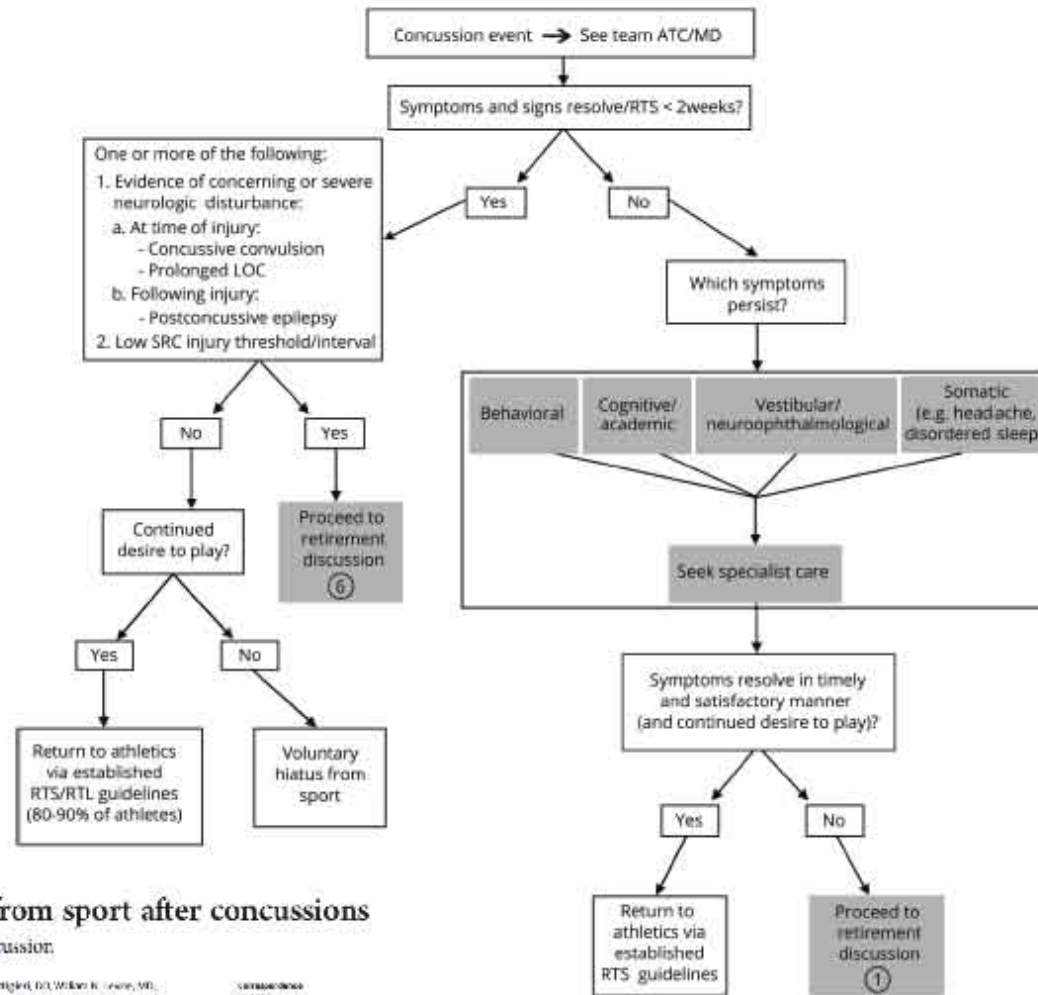 Concussion event → See team ATC/MD
Symptoms and signs resolve/RTS < 2weeks?
One or more of the following:
1. Evidence of concerning or severe
neurologic disturbance:
a. At time of injury:
- Concussive convulsion
- Prolonged LOC
b. Following injury:
- Postconcussive epilepsy
2. Low SRC injury threshold/interval
Yes
No
Which symptoms
persist?
Behavioral
Cognitive/
academic
Vestibular/
neuroophthalmological
Somatic
(e.g. headache,
disordered sleep
No
Yes
Continued
desire to play?
Proceed to
retirement
discussion
6
Seek specialist care
Yes
No
Symptoms resolve in timely
and satisfactory manner
(and continued desire to play)?
Return to athletics
via established
RTS/RTL guidelines
(80-90% of athletes)
Voluntary
hiatus from
sport
Yes
No
Return to
athletics via
established
RTS guidelines
Proceed to
retirement
discussion
1
from sport after concussions
DO, William N. Levine, MD,